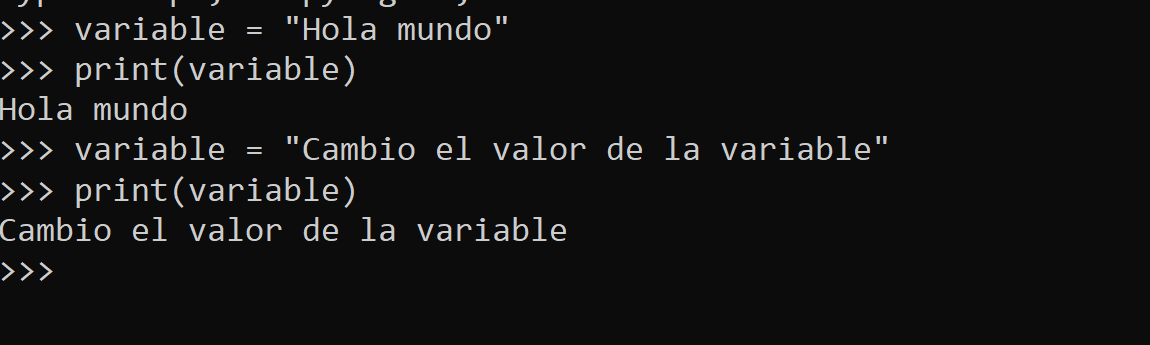 >>> variable = "Hola mundo"
>>> print(variable)
Hola mundo
>>> variable = "Cambio el valor de la variable"
>>> print(variable)
Cambio el valor de la variable
>>>